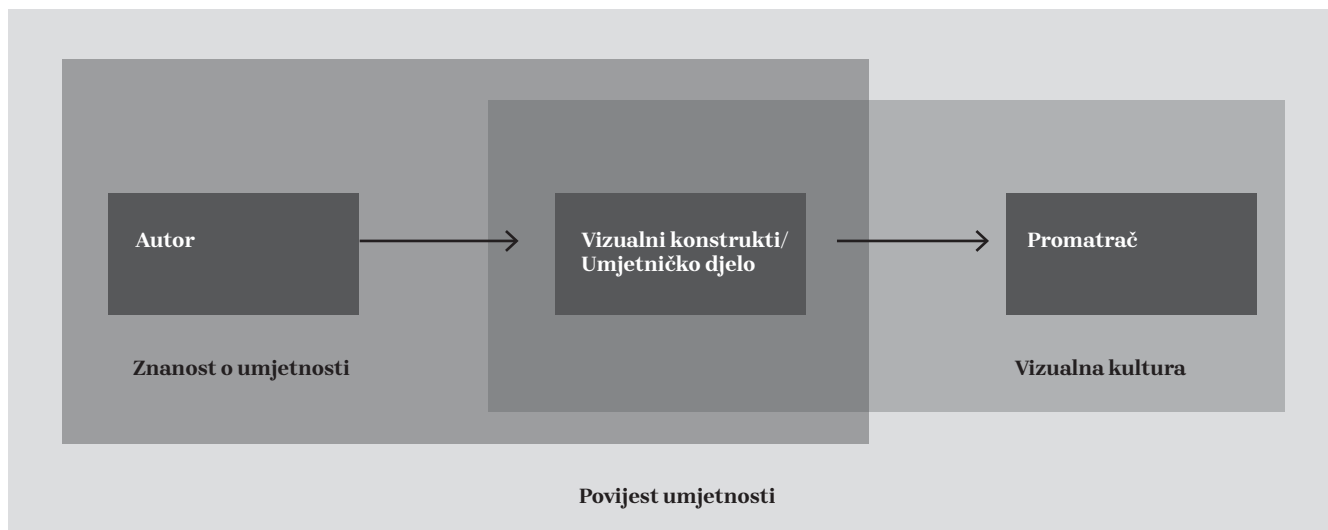 Autor
Vizualni konstrukti/
Umjetničko djelo
Promatrač
Znanost o umjetnosti
Vizualna kultura
Povijest umjetnosti